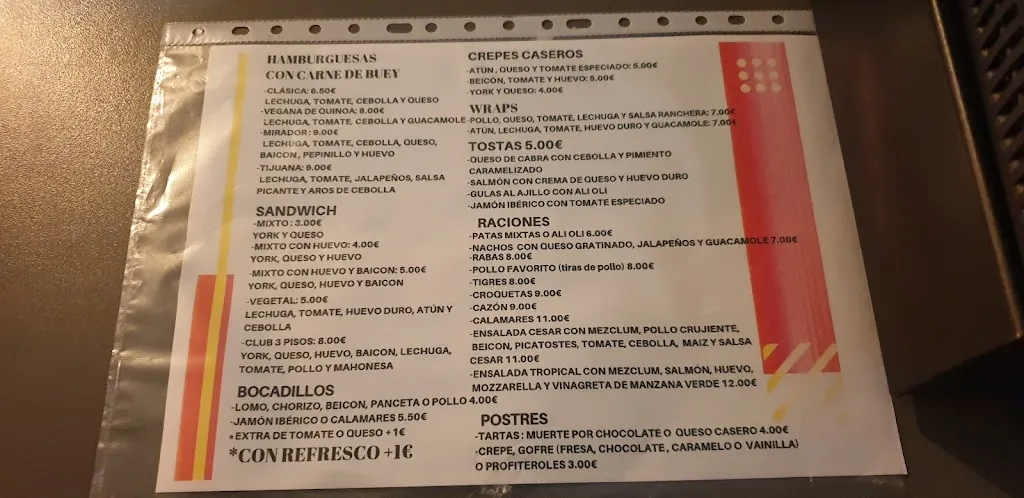 HAMBURGUESAS
CON CARNE DE BUEY
-CLÁSICA: 6.50€
LECHUGA, TOMATE, CEBOLLA Y QUESO
-VEGANA DE QUINOA: 8.00€
LECHUGA, TOMATE, CEBOLLA Y GUACAMOLE
-MIRADOR: 9.00€
LECHUGA, TOMATE, CEBOLLA, QUESO,
BAICON, PEPINILLO Y HUEVO
-TIJUANA: 9.00€
LECHUGA, TOMATE, JALAPEÑOS, SALSA
PICANTE Y AROS DE CEBOLLA
SANDWICH
-MIXTO: 3.00€
YORK Y QUESO
-MIXTO CON HUEVO: 4.00€
YORK, QUESO Y HUEVO
-MIXTO CON HUEVO Y BAICON: 5.00€
YORK, QUESO, HUEVO Y BAICON
-VEGETAL: 5.00€
LECHUGA, TOMATE, HUEVO DURO, ATÚN Y
CEBOLLA
-CLUB 3 PISOS: 8.00€
YORK, QUESO, HUEVO, BAICON, LECHUGA,
TOMATE, POLLO Y MAHONESA
BOCADILLOS
-LOMO, CHORIZO, BEICON, PANCETA O POLLO 4.00€
-JAMÓN IBÉRICO O CALAMARES 5.50€
*EXTRA DE TOMATE O QUESO +1€
*CON REFRESCO +1€
CREPES CASEROS
-ATÚN, QUESO Y TOMATE ESPECIADO: 5.00€
-BEICÓN, TOMATE Y HUEVO: 5.00€
-YORK Y QUESO: 4.00€
WRAPS
-POLLO, QUESO, TOMATE, LECHUGA Y SALSA RANCHERA: 7.00€
-ATÚN, LECHUGA, TOMATE, HUEVO DURO Y GUACAMOLE: 7.00€
TOSTAS 5.00€
-QUESO DE CABRA CON CEBOLLA Y PIMIENTO
CARAMELIZADO
-SALMÓN CON CREMA DE QUESO Y HUEVO DURO
-GULAS AL AJILLO CON ALI OLI
-JAMÓN IBÉRICO CON TOMATE ESPECIADO
RACIONES
-PATAS MIXTAS O ALI OLI 6.00€
-NACHOS CON QUESO GRATINADO, JALAPEÑOS Y GUACAMOLE 7.00€
-RABAS 8.00€
-POLLO FAVORITO (tiras de pollo) 8.00€
-TIGRES 8.00€
-CROQUETAS 9.00€
-CAZÓN 9.00€
-CALAMARES 11.00€
-ENSALADA CESAR CON MEZCLUM, POLLO CRUJIENTE,
BEICON, PICATOSTES, TOMATE, CEBOLLA, MAIZ Y SALSA
CESAR 11.00€
-ENSALADA TROPICAL CON MEZCLUM, SALMÓN, HUEVO,
MOZZARELLA Y VINAGRETA DE MANZANA VERDE 12.00€
POSTRES
-TARTAS: MUERTE POR CHOCOLATE O QUESO CASERO 4.00€
-CREPE, GOFRE (FRESA, CHOCOLATE, CARAMELO O VAINILLA)
O PROFITEROLES 3.00€